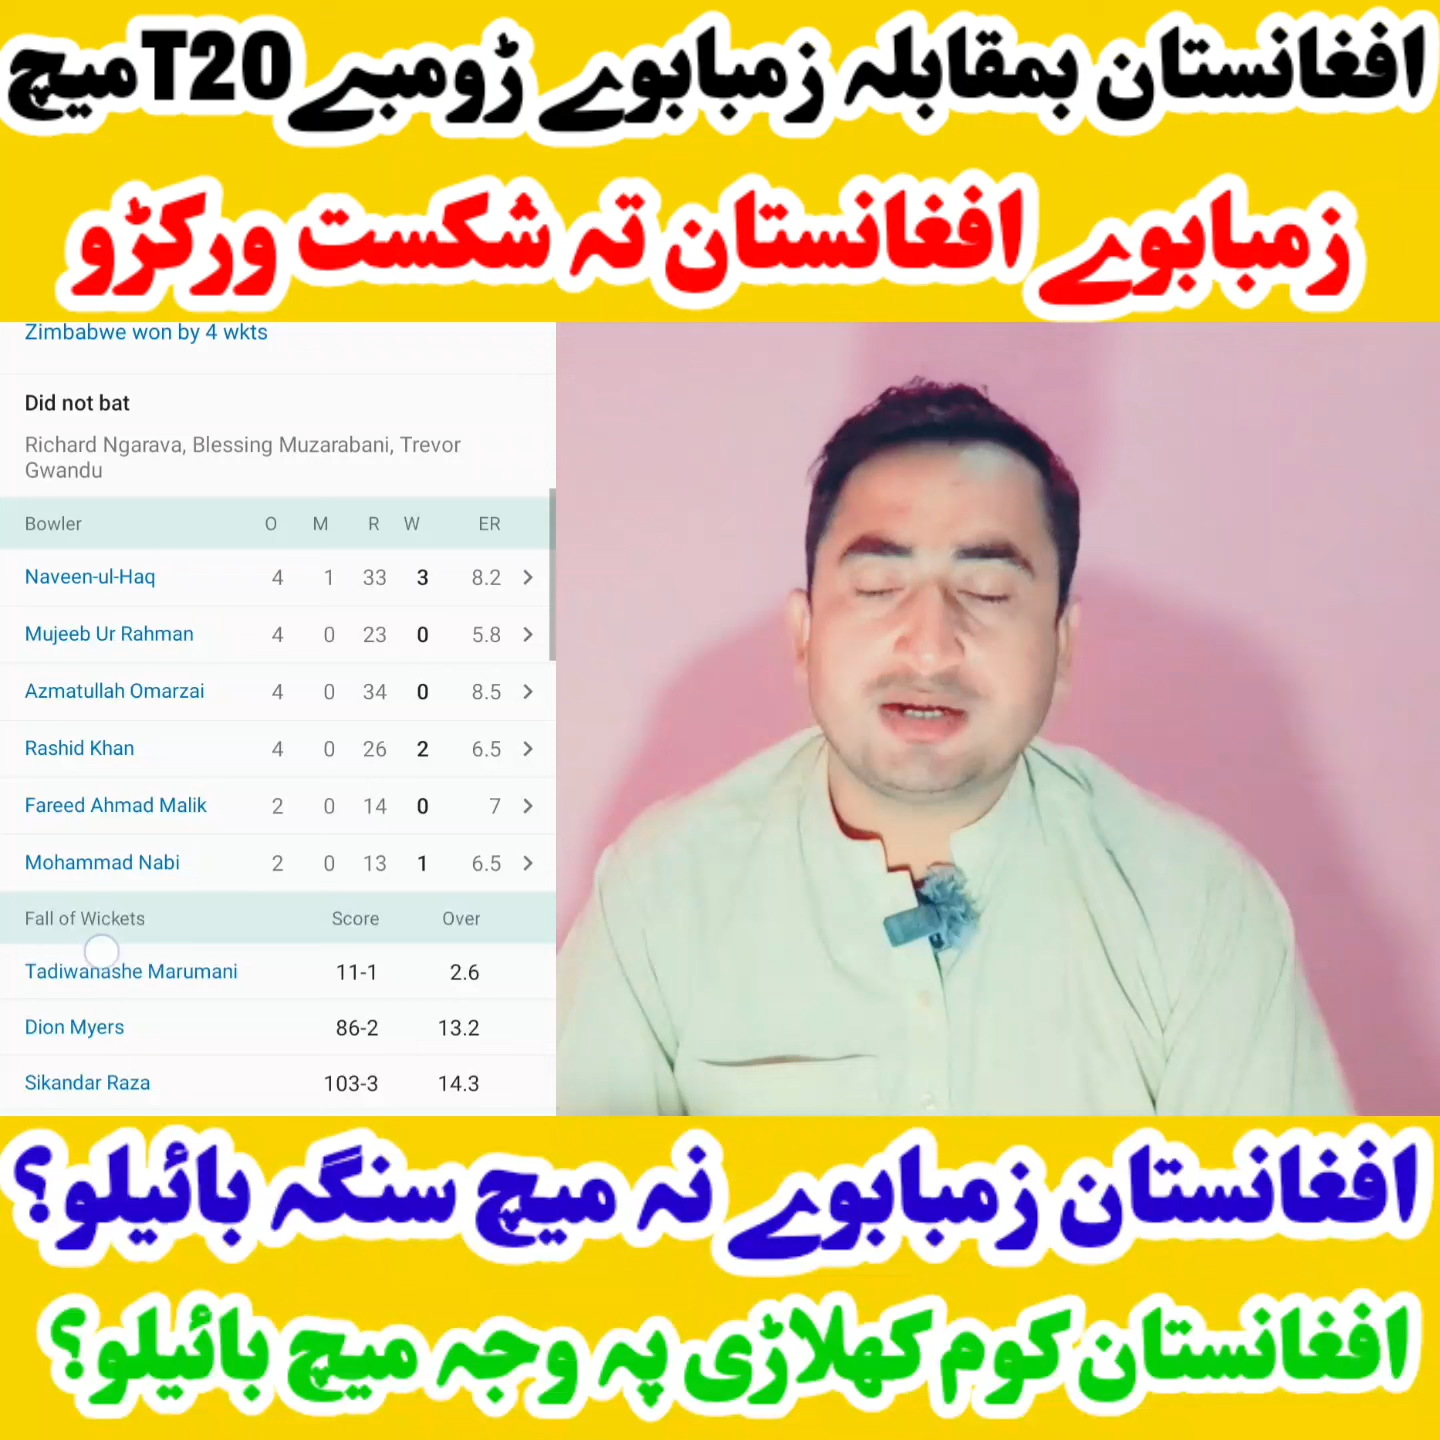 افغانستان بمقابلہ زمبابوے ړومبے T20 میچ
زمبابوے افغانستان تہ شکست ورکړو
Zimbabwe won by 4 wkts
Did not bat
Richard Ngarava, Blessing Muzarabani, Trevor
Gwandu
Bowler O M R W ER
Naveen-ul-Haq 4 1 33 3 8.2
Mujeeb Ur Rahman 4 0 23 0 5.8
Azmatullah Omarzai 4 0 34 0 8.5
Rashid Khan 4 0 26 2 6.5
Fareed Ahmad Malik 2 0 14 0 7
Mohammad Nabi 2 0 13 1 6.5
Fall of Wickets Score Over
Tadiwanashe Marumani 11-1 2.6
Dion Myers 86-2 13.2
Sikandar Raza 103-3 14.3
افغانستان زمبابوے نہ میچ سنگہ بائیلو؟
افغانستان کوم کھلاڑی پہ وجہ میچ بائیلو؟